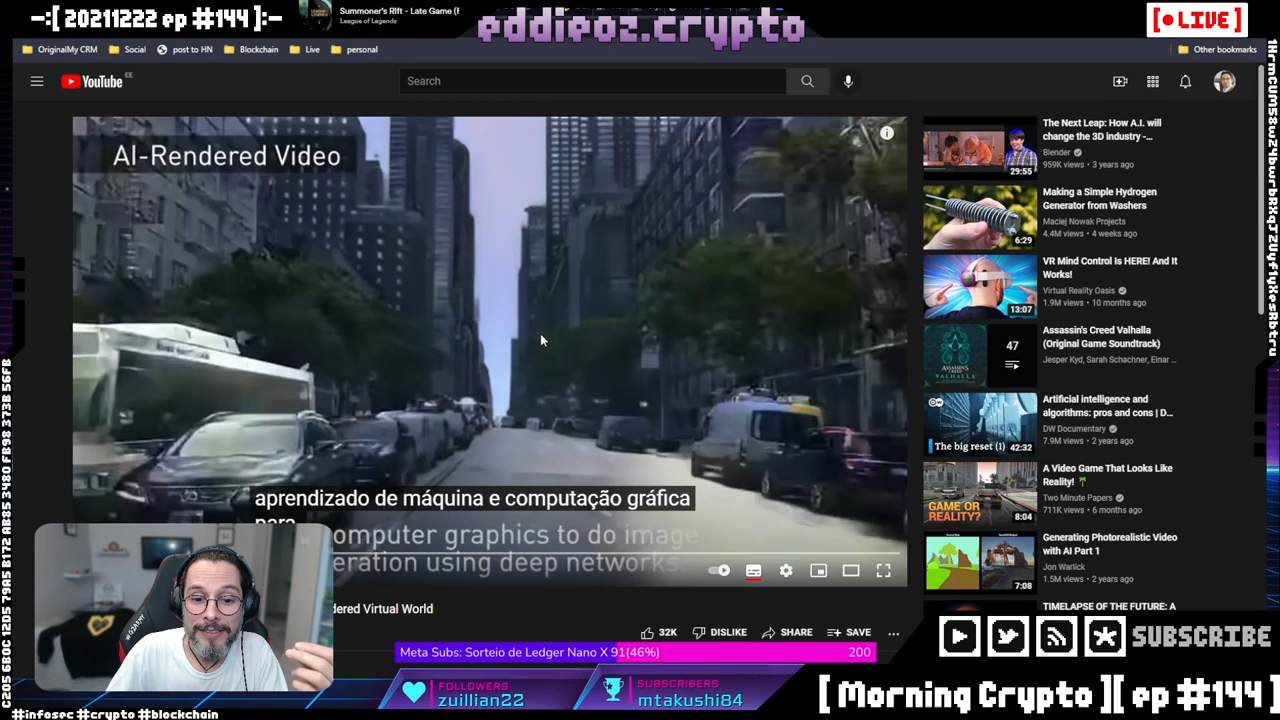 -:[ 20211222 ep #144 ]:-
Summoner's Rift - Late Game (F
League of Legends
eddieoz.crypto
[ LIVE ]
OriginalMy CRM
Social
post to HN
Blockchain
Live
personal
Other bookmarks
YouTube EE
Search
AI-Rendered Video
aprendizado de máquina e computação gráfica
para
omputer graphics to do image
eration using deep networks.
dered Virtual World
32K
DISLIKE
SHARE
SAVE
The Next Leap: How A.I. will
change the 3D industry -...
Blender
959K views • 3 years ago
29:55
Making a Simple Hydrogen
Generator from Washers
Maciej Nowak Projects
4.4M views • 4 weeks ago
6:29
VR Mind Control Is HERE! And It
Works!
Virtual Reality Oasis
1.9M views • 10 months ago
13:07
Assassin's Creed Valhalla
(Original Game Soundtrack)
Jesper Kyd, Sarah Schachner, Einar ...
47
Artificial intelligence and
algorithms: pros and cons | D...
DW Documentary
7.9M views • 2 years ago
The big reset (1)
42:32
A Video Game That Looks Like
Reality!
Two Minute Papers
711K views • 6 months ago
GAME OR
REALITY?
8:04
Generating Photorealistic Video
with AI Part 1
Jon Warlick
1.5M views • 2 years ago
7:08
TIMELAPSE OF THE FUTURE: A
SUBSCRIBE
Meta Subs: Sorteio de Ledger Nano X 91(46%)
200
FOLLOWERS
zuillian22
SUBSCRIBERS
mtakushi84
[ Morning Crypto ][ ep #144 ]
#infosec #crypto #blockchain